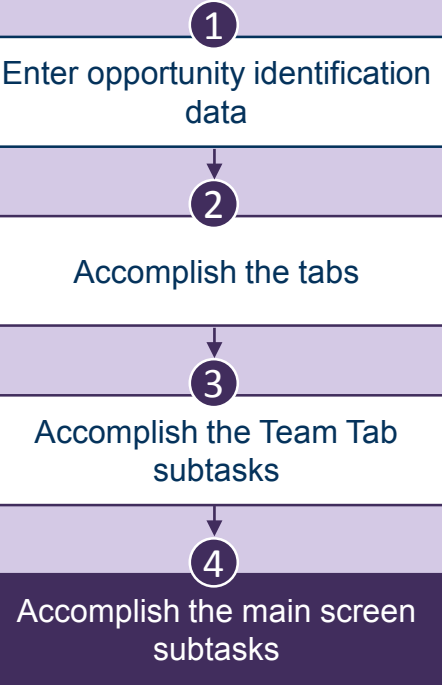 1
Enter opportunity identification
data
2
Accomplish the tabs
3
Accomplish the Team Tab
subtasks
4
Accomplish the main screen
subtasks